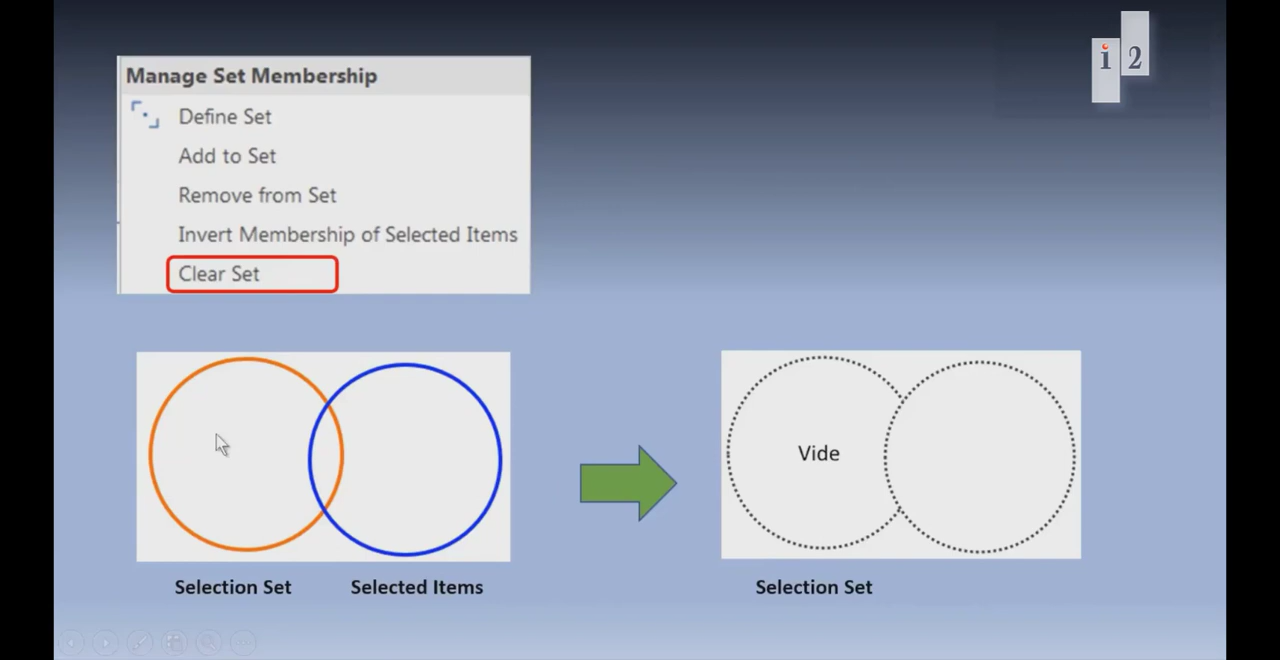 i2
Manage Set Membership
Define Set
Add to Set
Remove from Set
Invert Membership of Selected Items
Clear Set
Vide
Selection Set
Selected Items
Selection Set